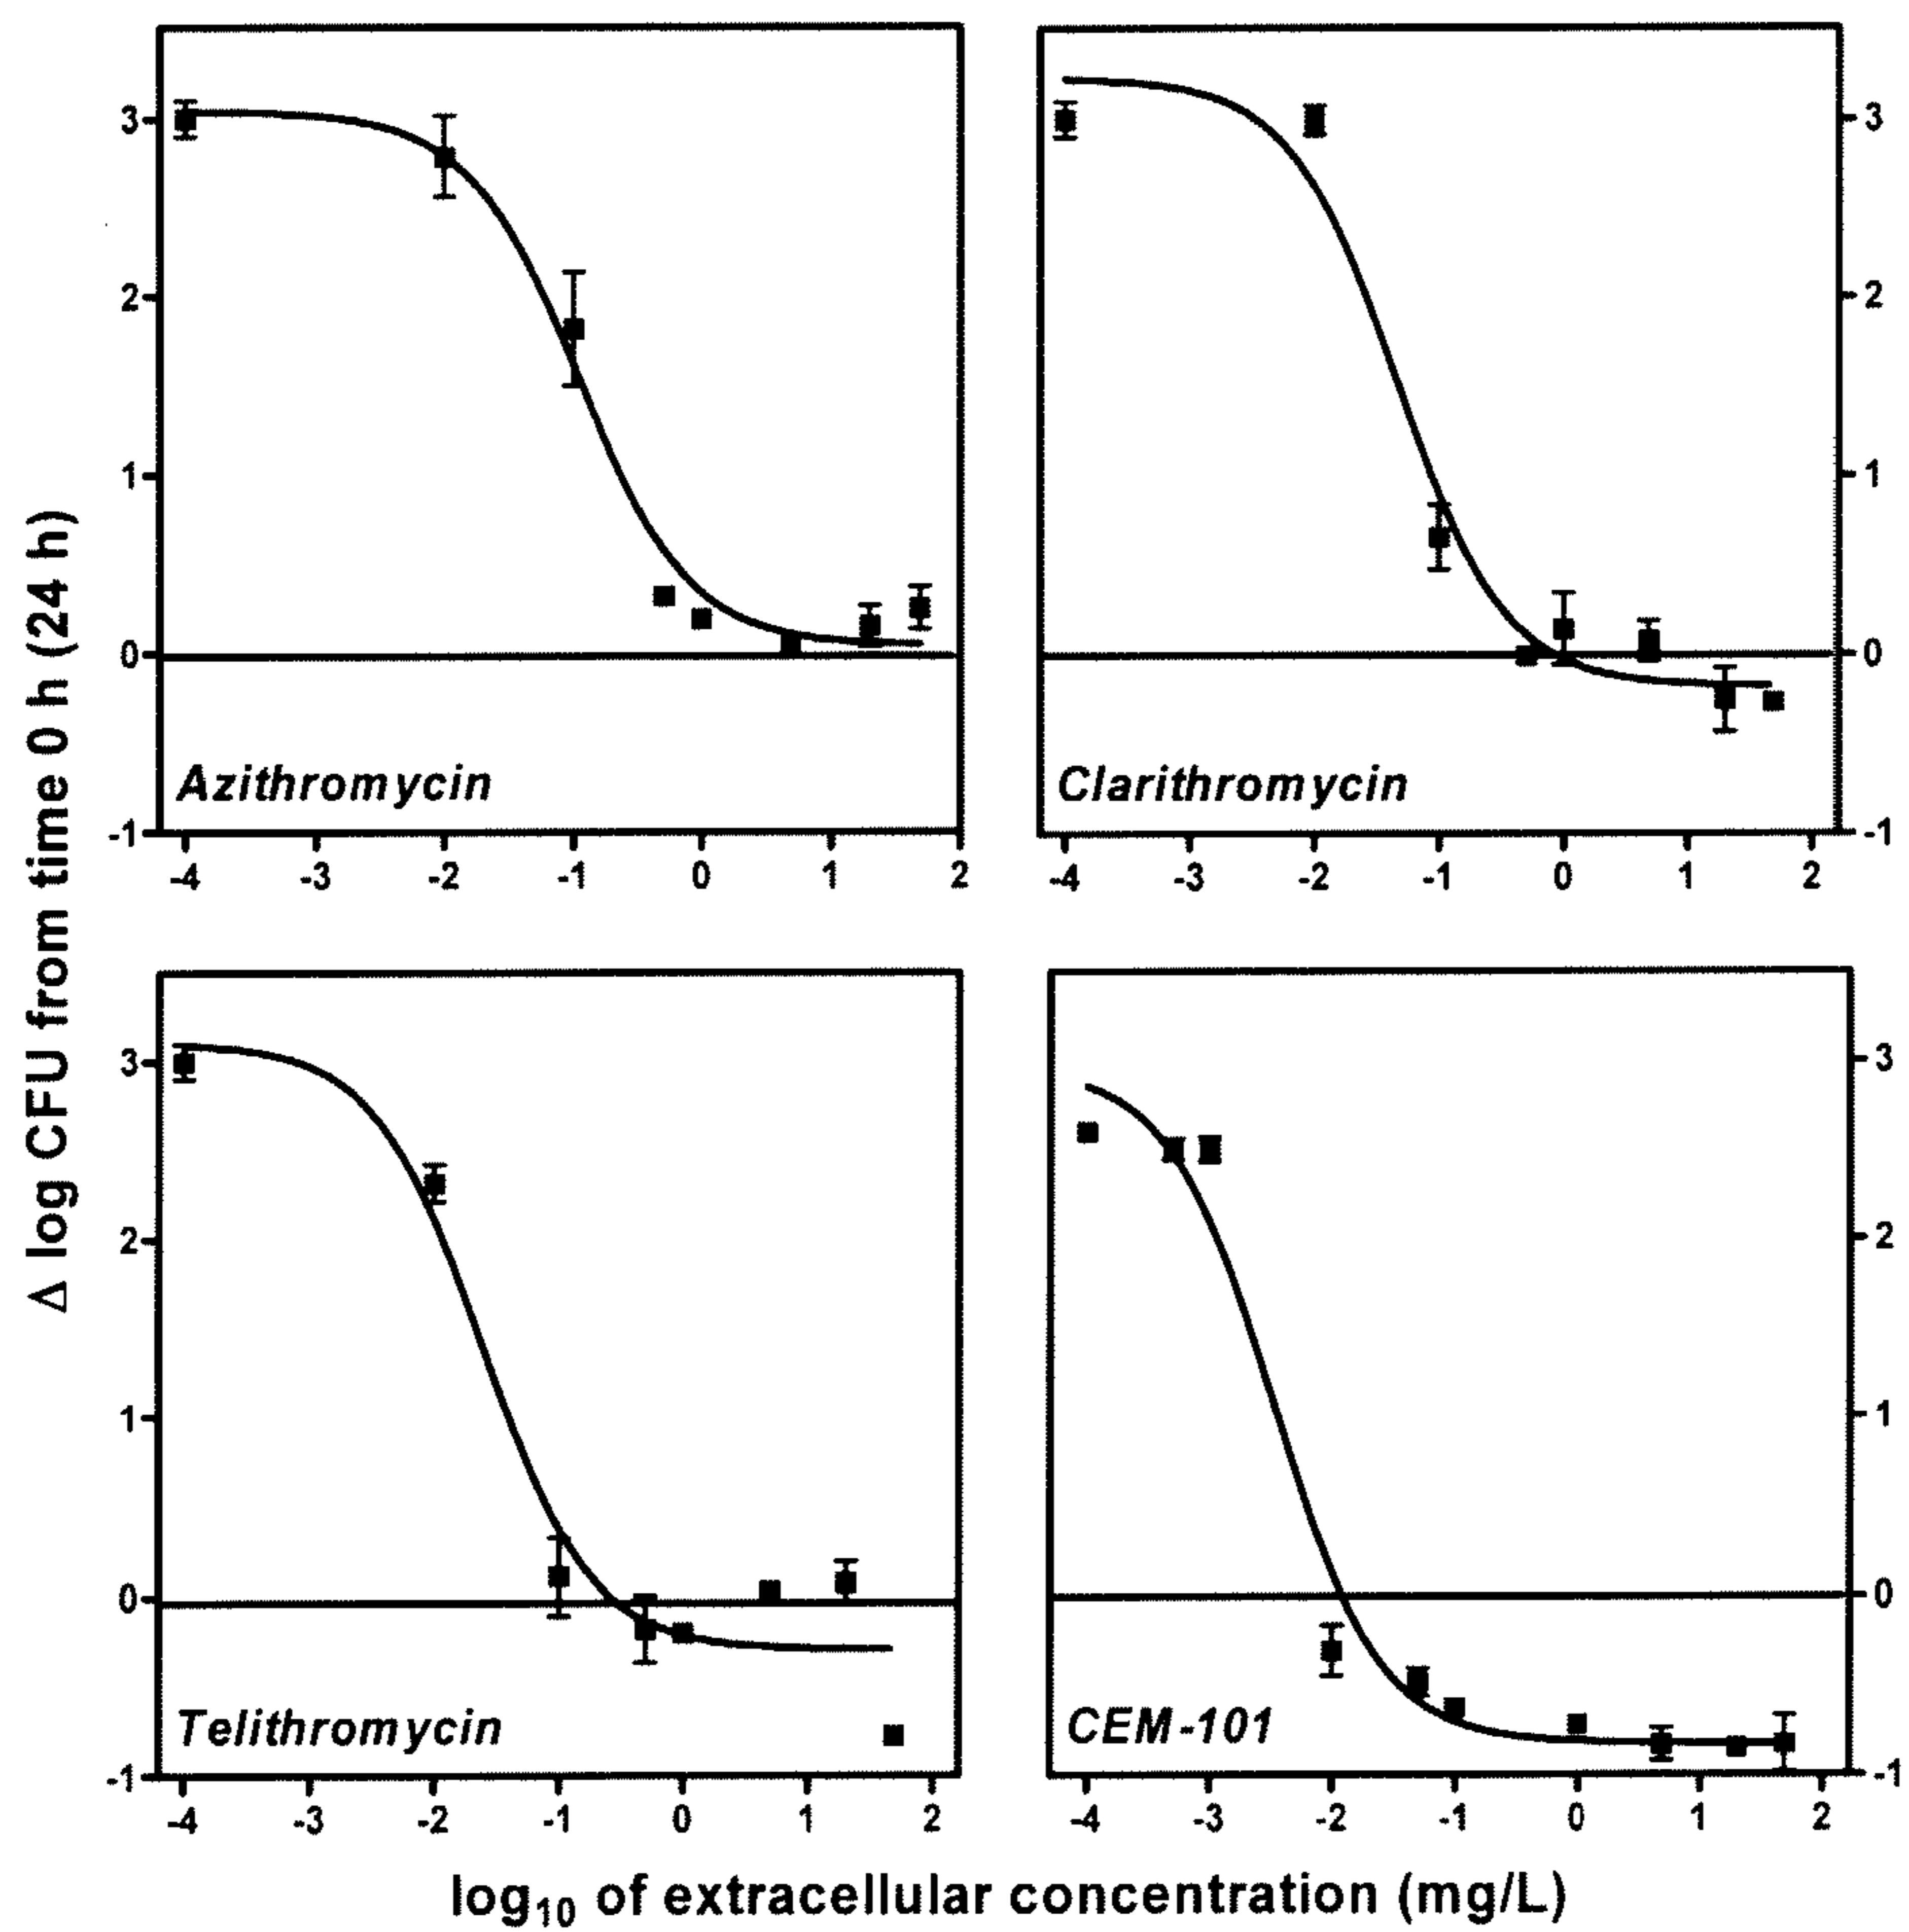 Δ log CFU from time 0 h (24 h)
3
2
1
0
-1
Azithromycin
-4 -3 -2 -1 0 1 2
3
2
1
0
-1
Clarithromycin
-4 -3 -2 -1 0 1 2
3
2
1
0
-1
Telithromycin
-4 -3 -2 -1 0 1 2
3
2
1
0
-1
CEM-101
-4 -3 -2 -1 0 1 2
log10 of extracellular concentration (mg/L)